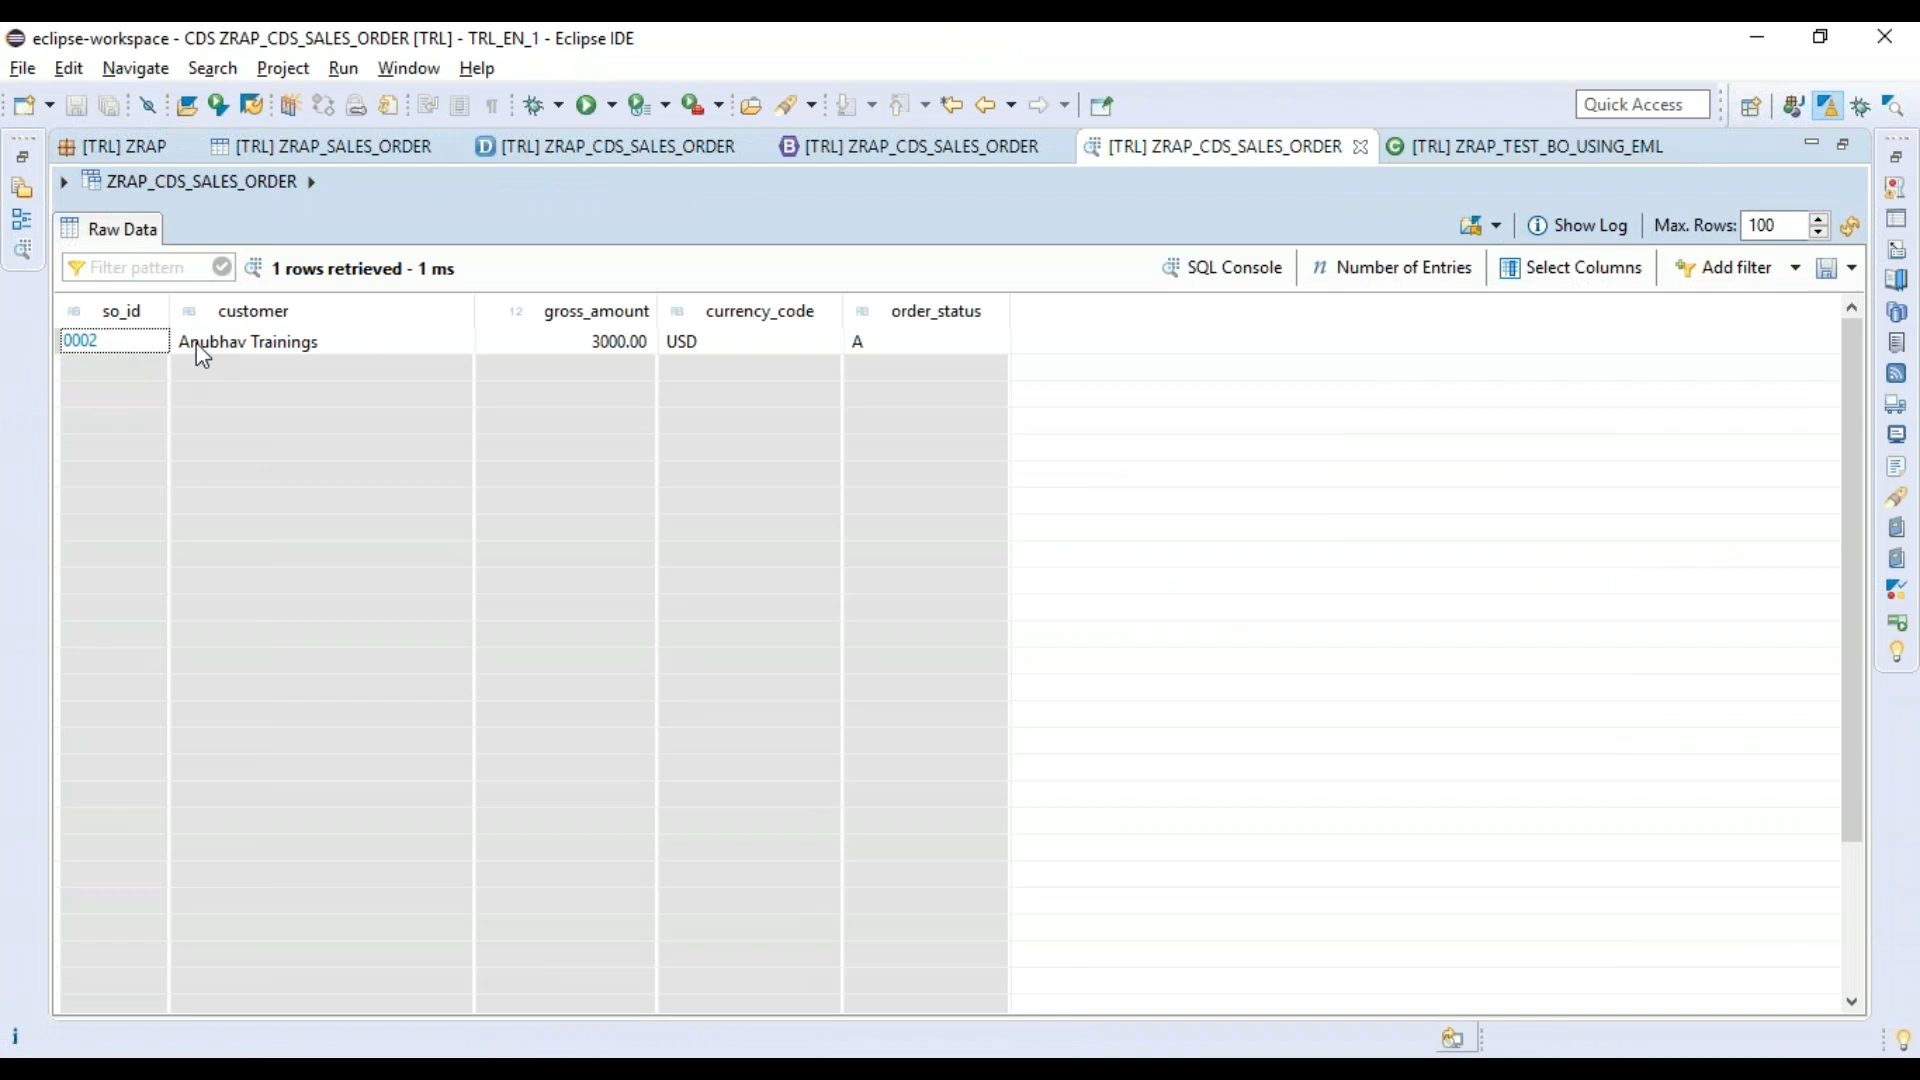 eclipse-workspace - CDS ZRAP_CDS_SALES_ORDER [TRL] - TRL_EN_1 - Eclipse IDE
File Edit Navigate Search Project Run Window Help
Quick Access
[TRL] ZRAP [TRL] ZRAP_SALES_ORDER [TRL] ZRAP_CDS_SALES_ORDER [TRL] ZRAP_CDS_SALES_ORDER [TRL] ZRAP_CDS_SALES_ORDER [TRL] ZRAP_TEST_BO_USING_EML
ZRAP_CDS_SALES_ORDER
Raw Data Show Log Max. Rows: 100
Filter pattern 1 rows retrieved - 1 ms SQL Console Number of Entries Select Columns Add filter
so_id customer 12 gross_amount currency_code order_status
0002 Anubhav Trainings 3000.00 USD A